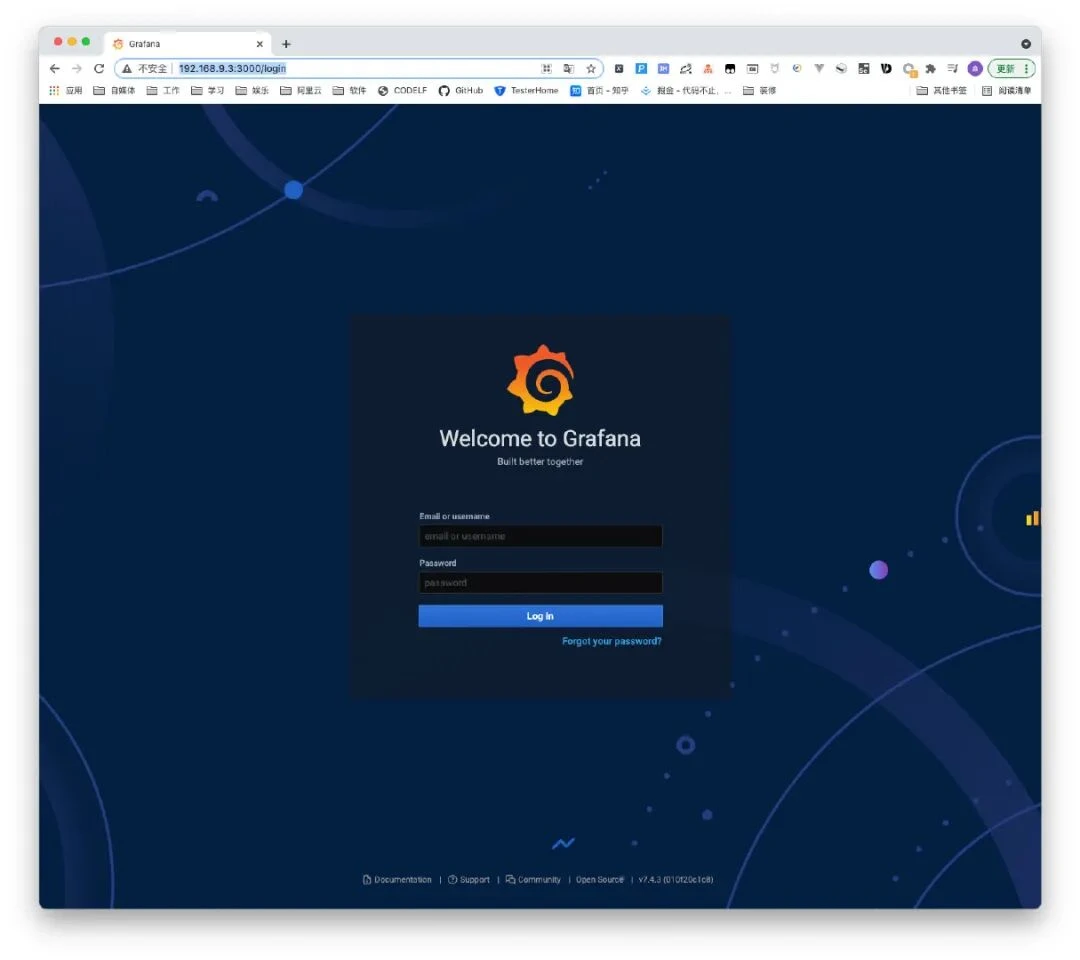 Grafana
不安全 192.168.9.3:3000/login 更新
应用 自媒体 工作 学习 娱乐 阿里云 软件 CODELF GitHub TesterHome 首页 - 知乎 掘金 - 代码不止, ... 装修 其他书签 阅读清单
Welcome to Grafana
Built better together
Email or username
email or username
Password
password
Log in
Forgot your password?
Documentation | Support | Community | Open Source | v7.4.3 (010f20c1c8)